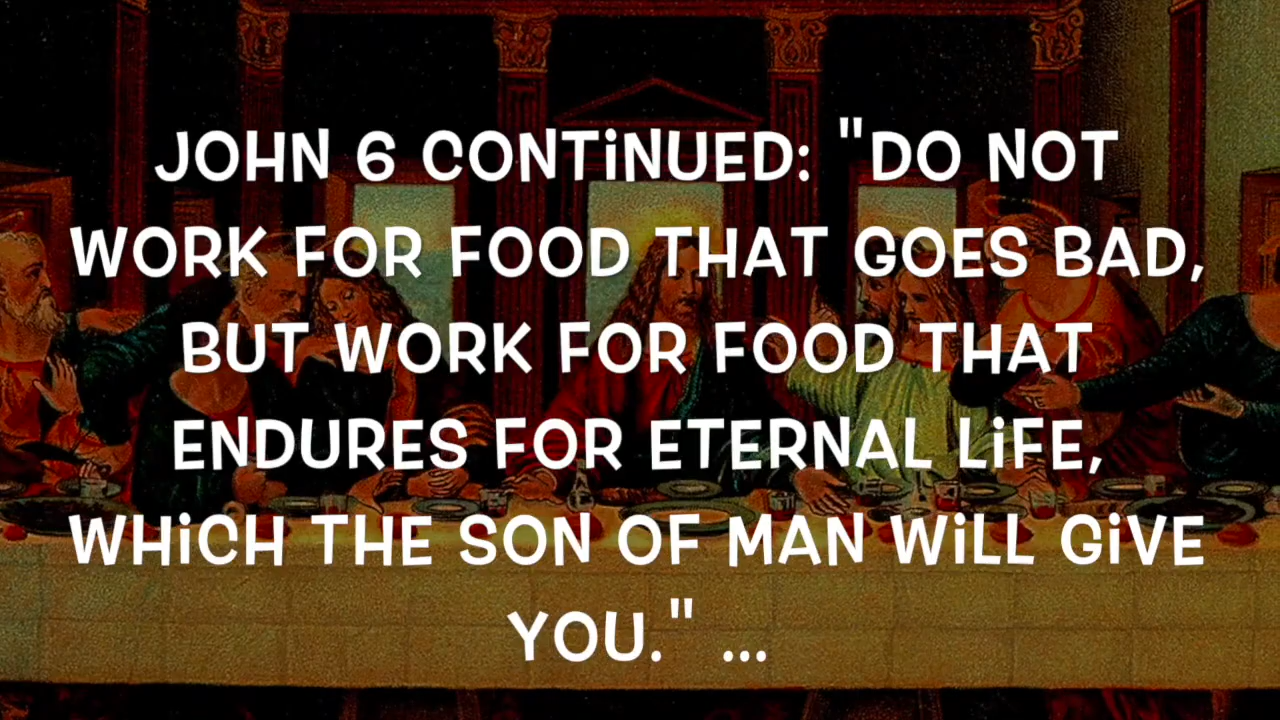 JOHN 6 CONTiNUED: "DO NOT
WORK FOR FOOD THAT GOES BAD,
BUT WORK FOR FOOD THAT
ENDURES FOR ETERNAL LiFE,
WHiCH THE SON OF MAN WiLL GiVE
YOU." ...